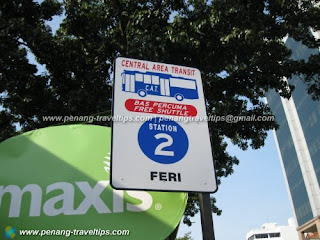 CENTRAL AREA TRANSIT
C.A.T.
BAS PERCUMA
FREE SHUTTLE
www.penang-traveltips.com | penangtraveltips@gmail.com
STATION
2
FERI
maxis
www.penang-traveltips.com